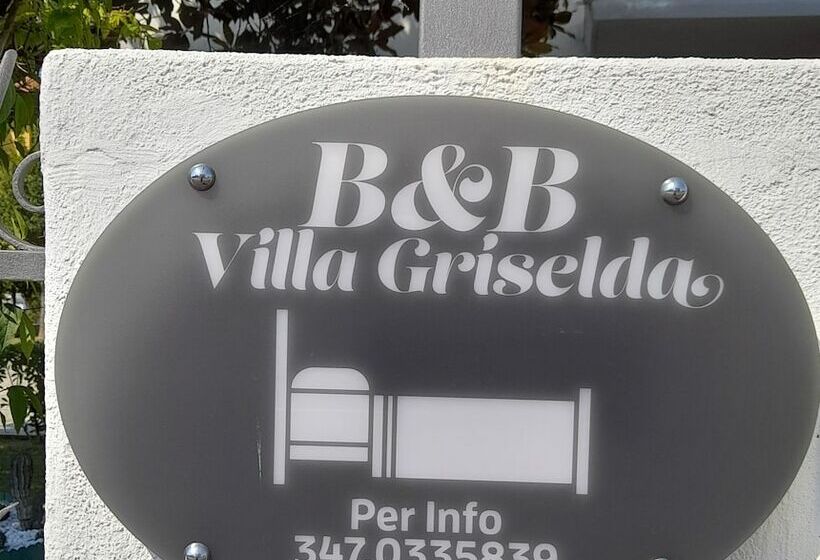 B&B
Villa Griselda
Per Info
347 0335839